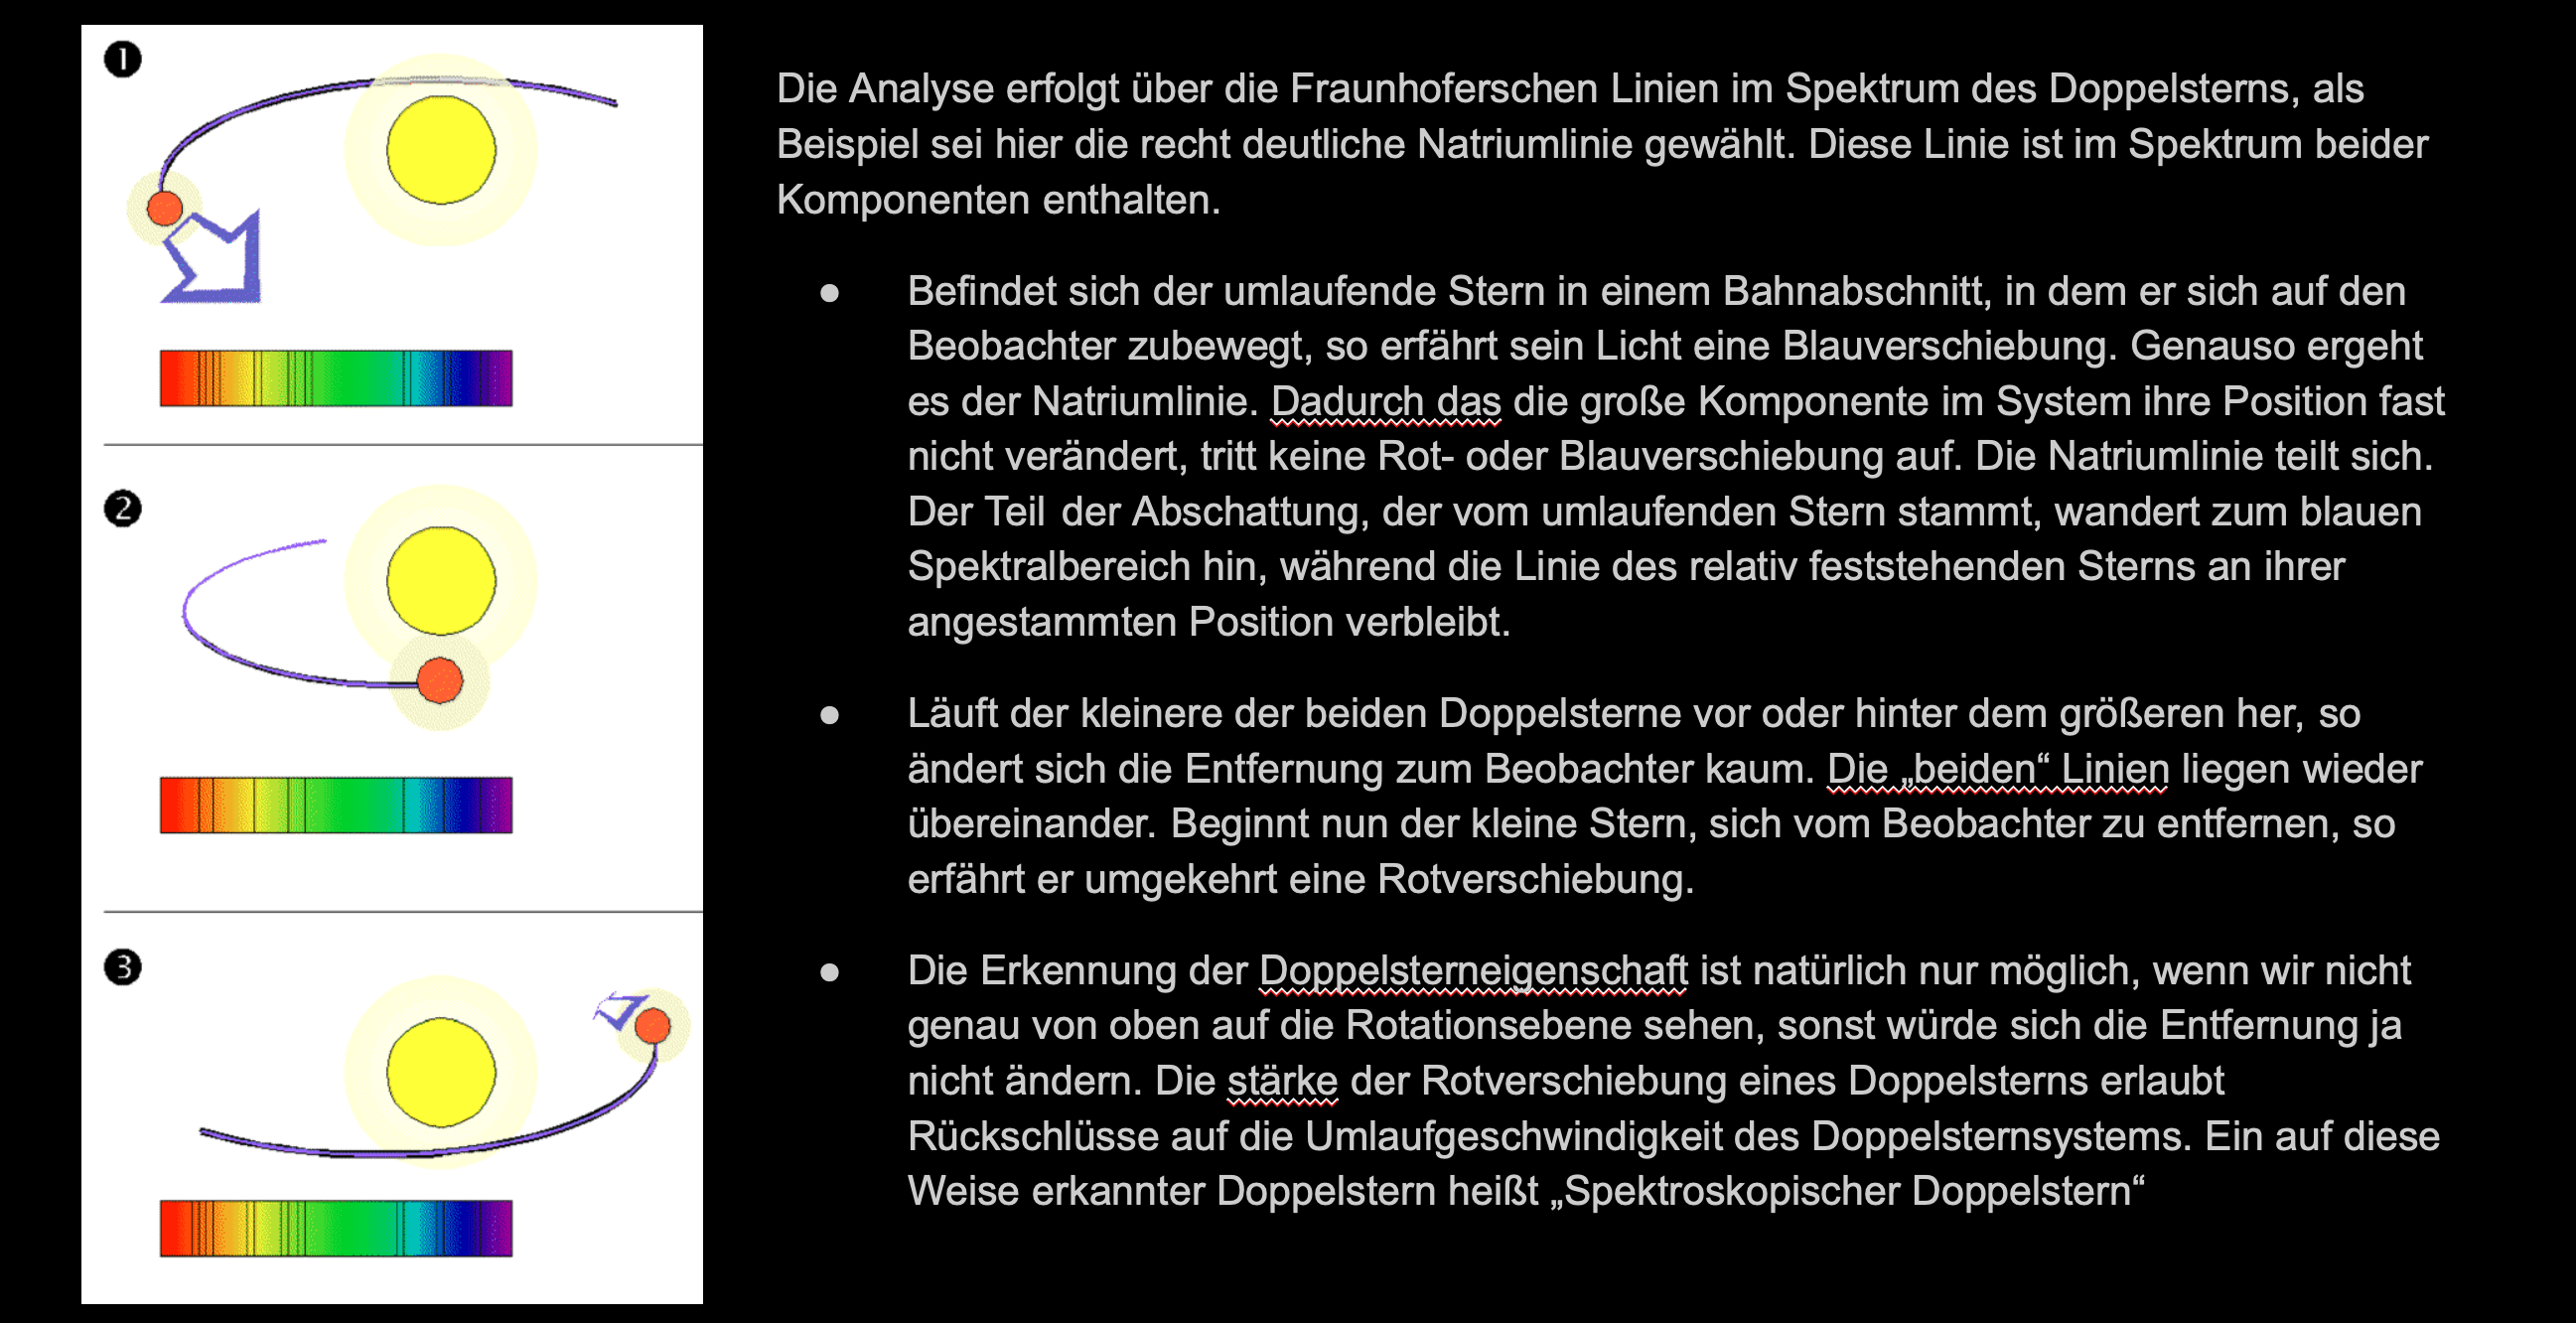 1
Die Analyse erfolgt über die Fraunhoferschen Linien im Spektrum des Doppelsterns, als
Beispiel sei hier die recht deutliche Natriumlinie gewählt. Diese Linie ist im Spektrum beider
Komponenten enthalten.
● Befindet sich der umlaufende Stern in einem Bahnabschnitt, in dem er sich auf den
Beobachter zubewegt, so erfährt sein Licht eine Blauverschiebung. Genauso ergeht
es der Natriumlinie. Dadurch das die große Komponente im System ihre Position fast
nicht verändert, tritt keine Rot- oder Blauverschiebung auf. Die Natriumlinie teilt sich.
Der Teil der Abschattung, der vom umlaufenden Stern stammt, wandert zum blauen
Spektralbereich hin, während die Linie des relativ feststehenden Sterns an ihrer
angestammten Position verbleibt.
2
● Läuft der kleinere der beiden Doppelsterne vor oder hinter dem größeren her, so
ändert sich die Entfernung zum Beobachter kaum. Die „beiden“ Linien liegen wieder
übereinander. Beginnt nun der kleine Stern, sich vom Beobachter zu entfernen, so
erfährt er umgekehrt eine Rotverschiebung.
3
● Die Erkennung der Doppelsterneigenschaft ist natürlich nur möglich, wenn wir nicht
genau von oben auf die Rotationsebene sehen, sonst würde sich die Entfernung ja
nicht ändern. Die stärke der Rotverschiebung eines Doppelsterns erlaubt
Rückschlüsse auf die Umlaufgeschwindigkeit des Doppelsternsystems. Ein auf diese
Weise erkannter Doppelstern heißt „Spektroskopischer Doppelstern“